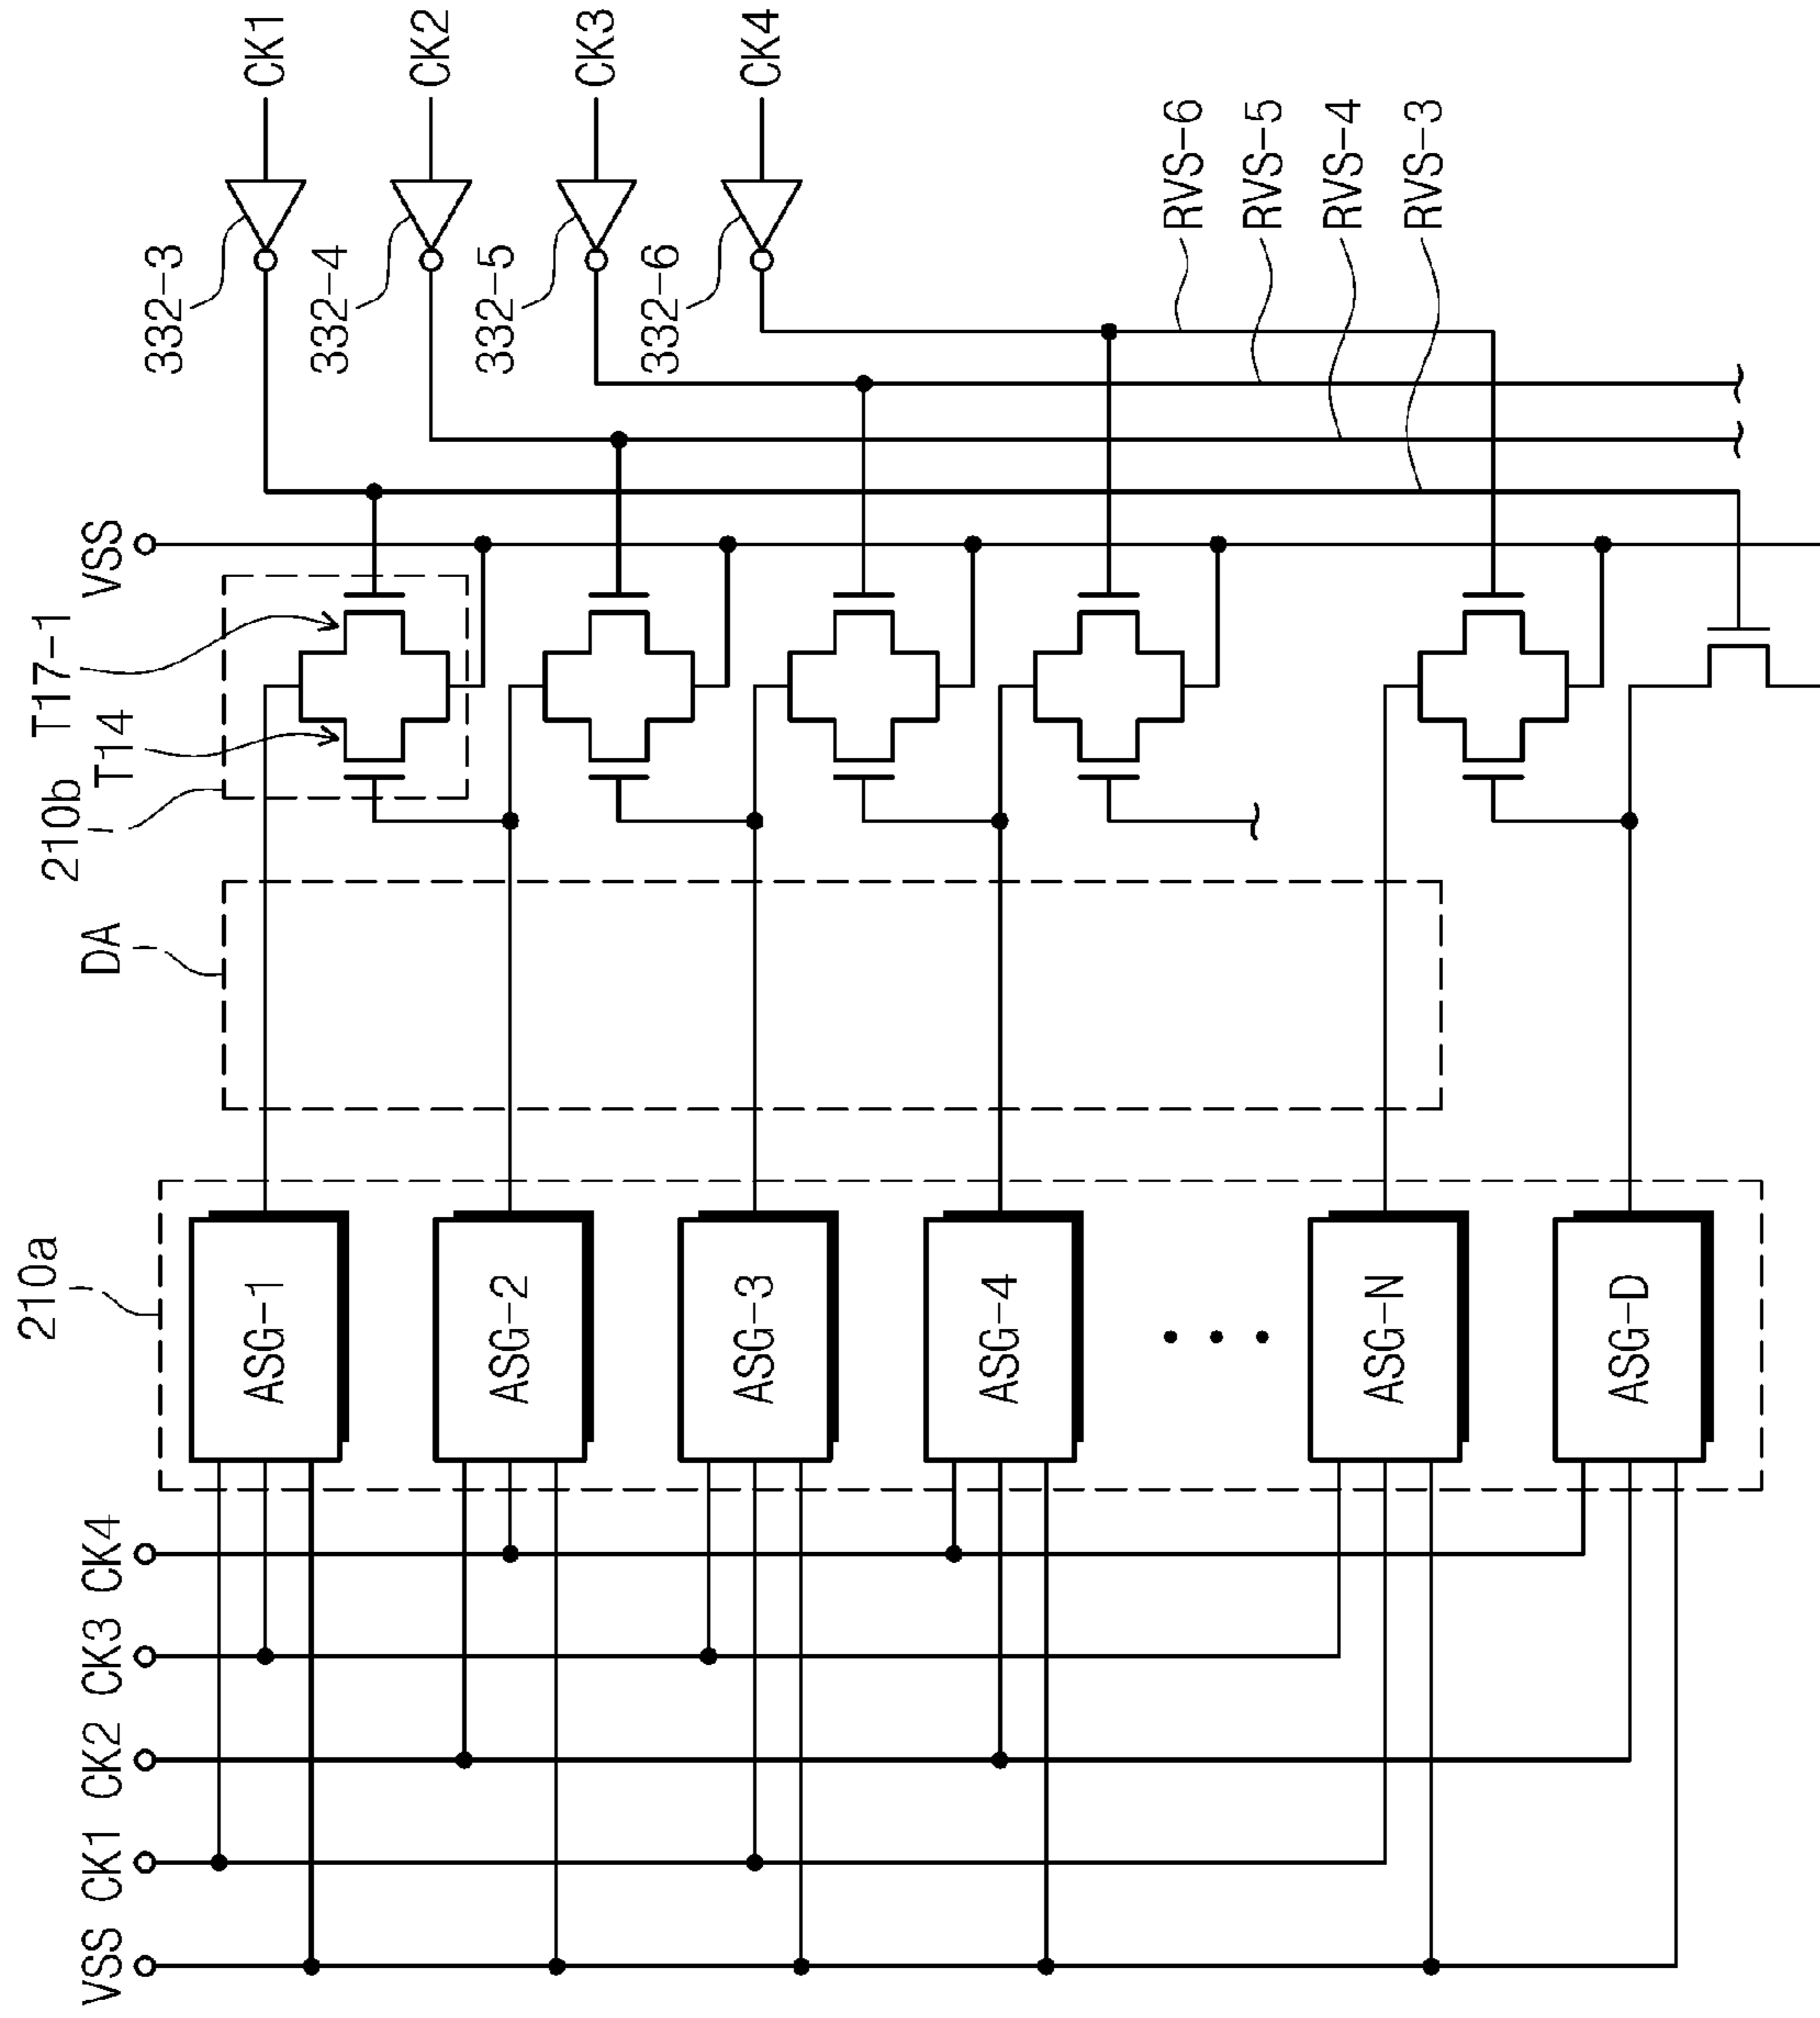 VSS
CK1
CK2
CK3
CK4
210a
ASG-1
ASG-2
ASG-3
ASG-4
ASG-N
ASG-D
DA
210b
T14
T17-1
VSS
332-3
332-4
332-5
332-6
CK1
CK2
CK3
CK4
RVS-6
RVS-5
RVS-4
RVS-3